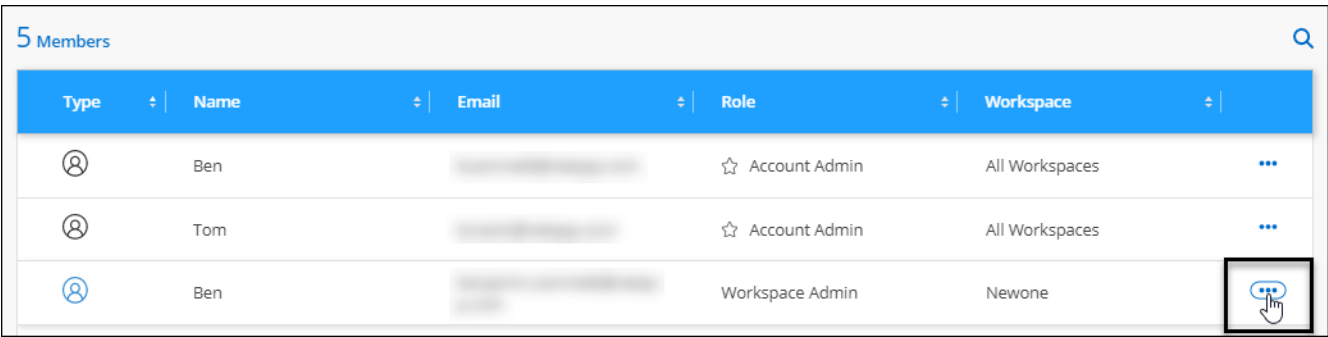 5 Members
Type Name Email Role Workspace
Ben Account Admin All Workspaces
Tom Account Admin All Workspaces
Ben Workspace Admin Newone